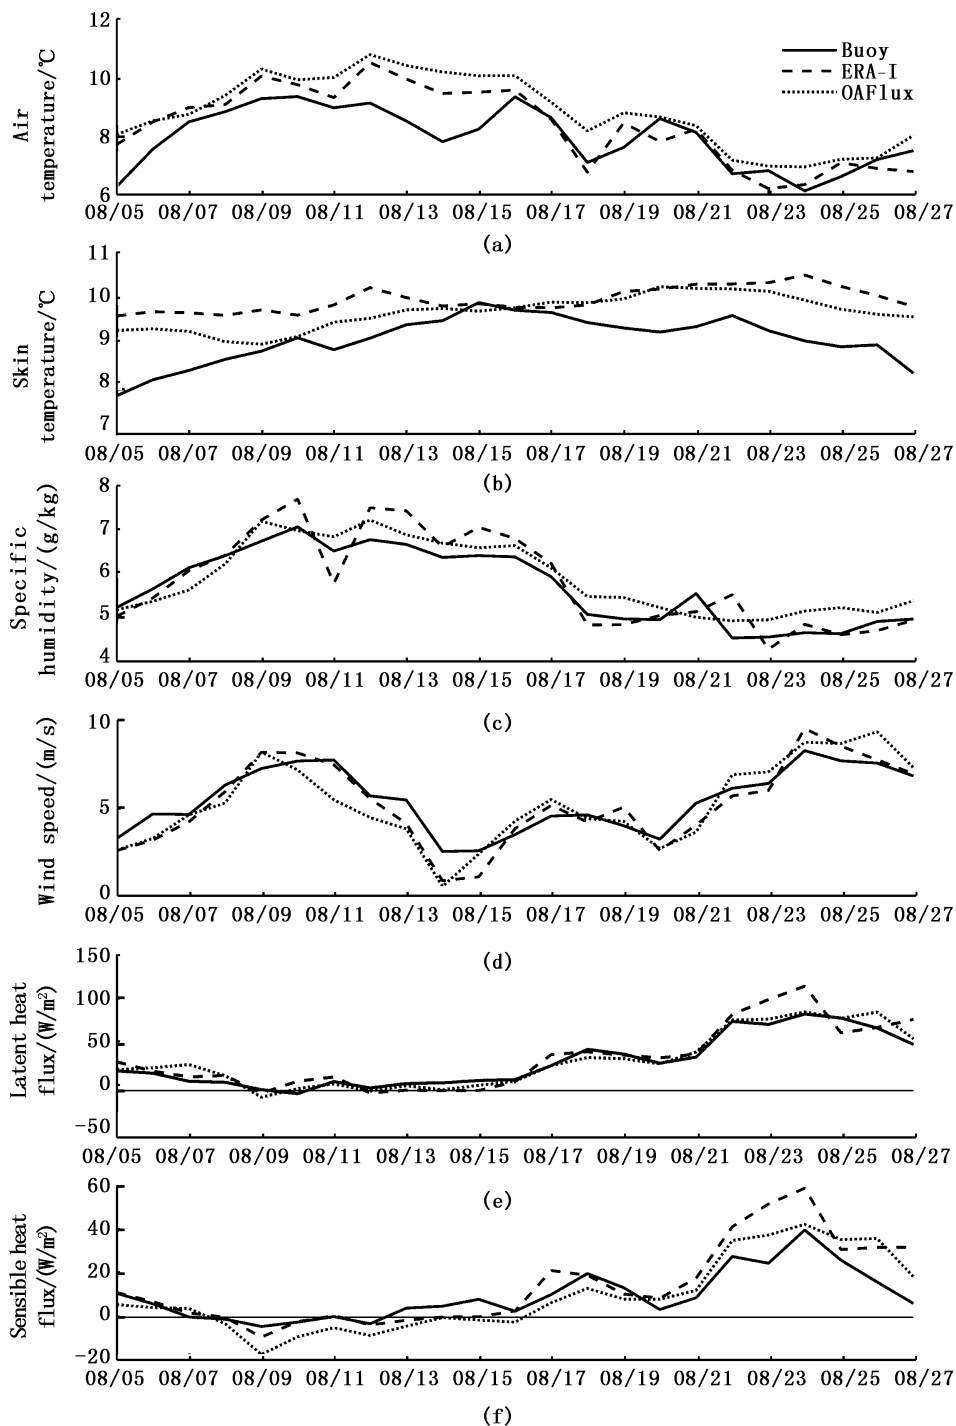 12
10
8
6
Air
temperature/℃
Buoy
ERA-I
OAFlux
08/05 08/07 08/09 08/11 08/13 08/15 08/17 08/19 08/21 08/23 08/25 08/27
(a)
11
10
9
8
7
Skin
temperature/℃
08/05 08/07 08/09 08/11 08/13 08/15 08/17 08/19 08/21 08/23 08/25 08/27
(b)
8
7
6
5
4
Specific
humidity/(g/kg)
08/05 08/07 08/09 08/11 08/13 08/15 08/17 08/19 08/21 08/23 08/25 08/27
(c)
10
5
0
Wind speed/(m/s)
08/05 08/07 08/09 08/11 08/13 08/15 08/17 08/19 08/21 08/23 08/25 08/27
(d)
150
100
50
0
-50
Latent heat
flux/(W/m²)
08/05 08/07 08/09 08/11 08/13 08/15 08/17 08/19 08/21 08/23 08/25 08/27
(e)
60
40
20
0
-20
Sensible heat
flux/(W/m²)
08/05 08/07 08/09 08/11 08/13 08/15 08/17 08/19 08/21 08/23 08/25 08/27
(f)